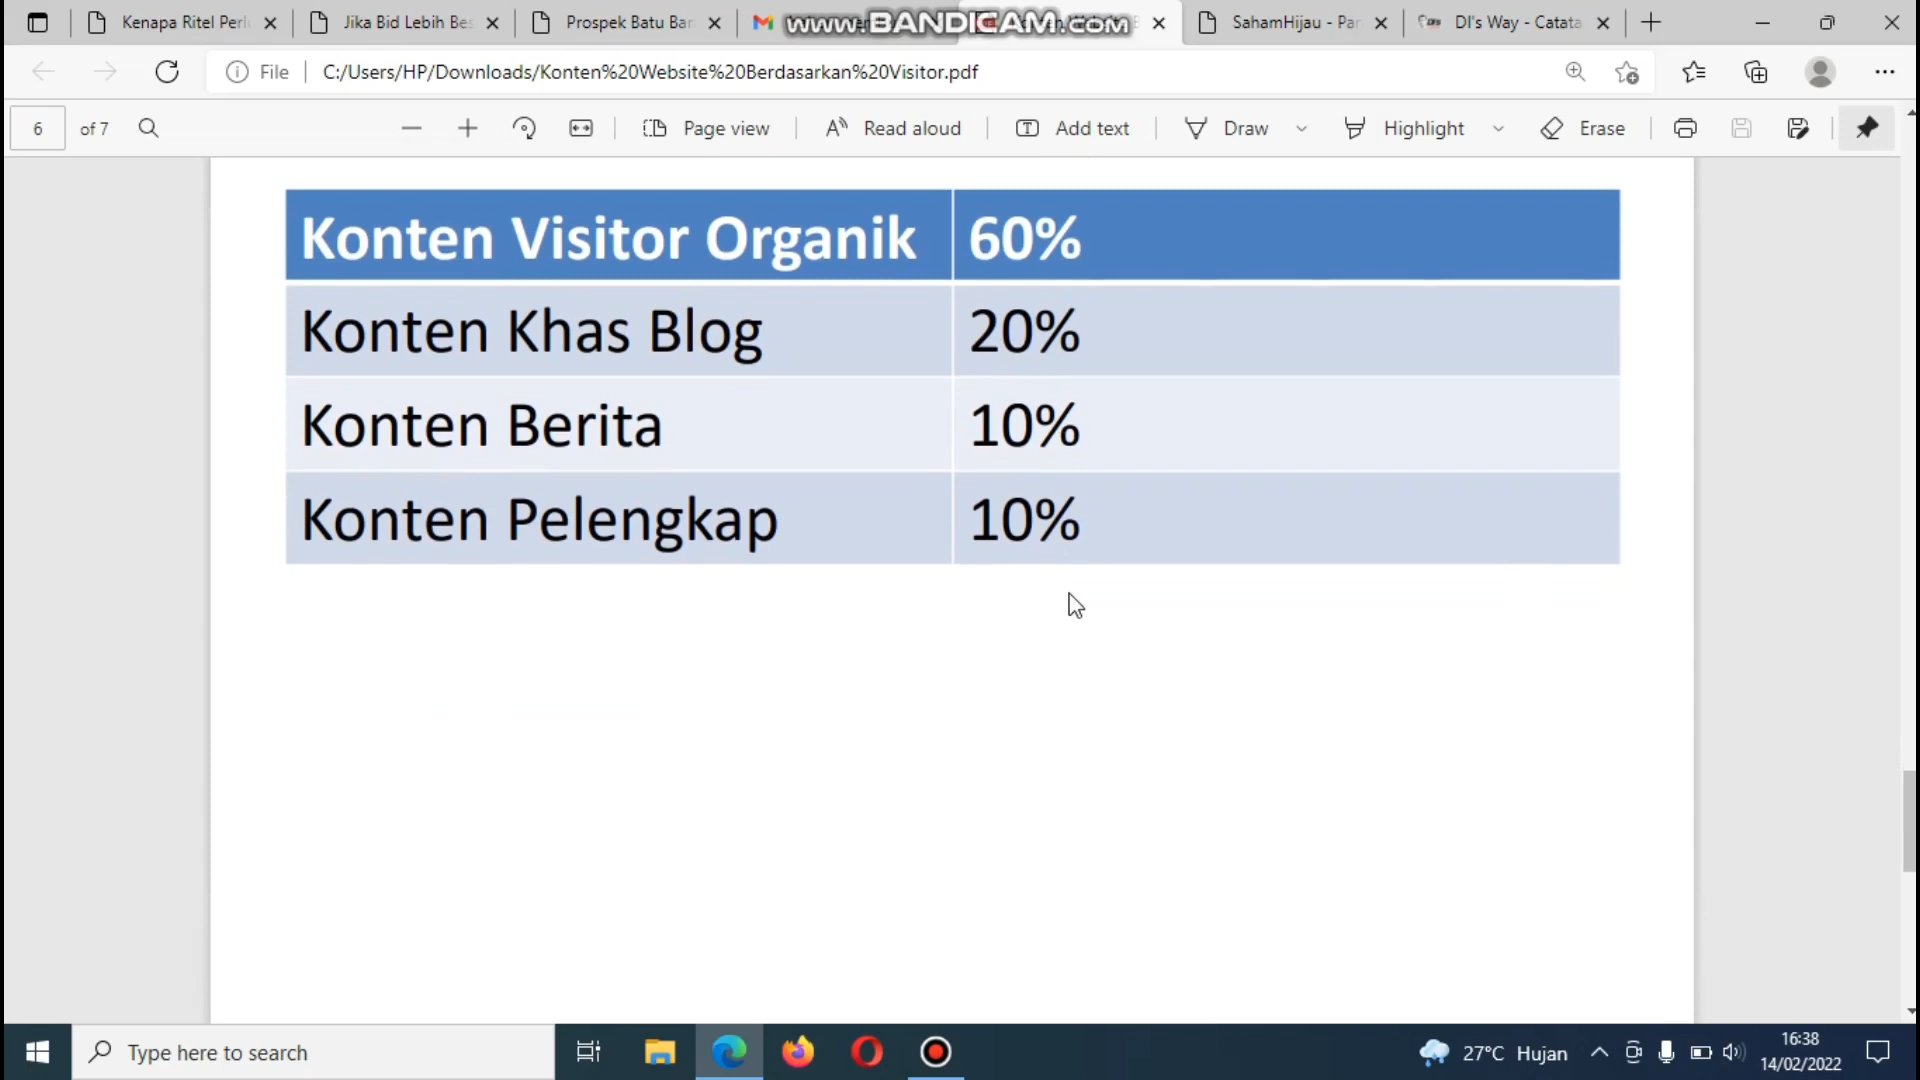 Kenapa Ritel Perl
Jika Bid Lebih Bes
Prospek Batu Bar
www.BANDICAM.com
SahamHijau - Par
DI's Way - Catata
File
C:/Users/HP/Downloads/Konten%20Website%20Berdasarkan%20Visitor.pdf
6 of 7
Page view
Read aloud
Add text
Draw
Highlight
Erase
Konten Visitor Organik 60%
Konten Khas Blog 20%
Konten Berita 10%
Konten Pelengkap 10%
Type here to search
27°C Hujan
16:38
14/02/2022